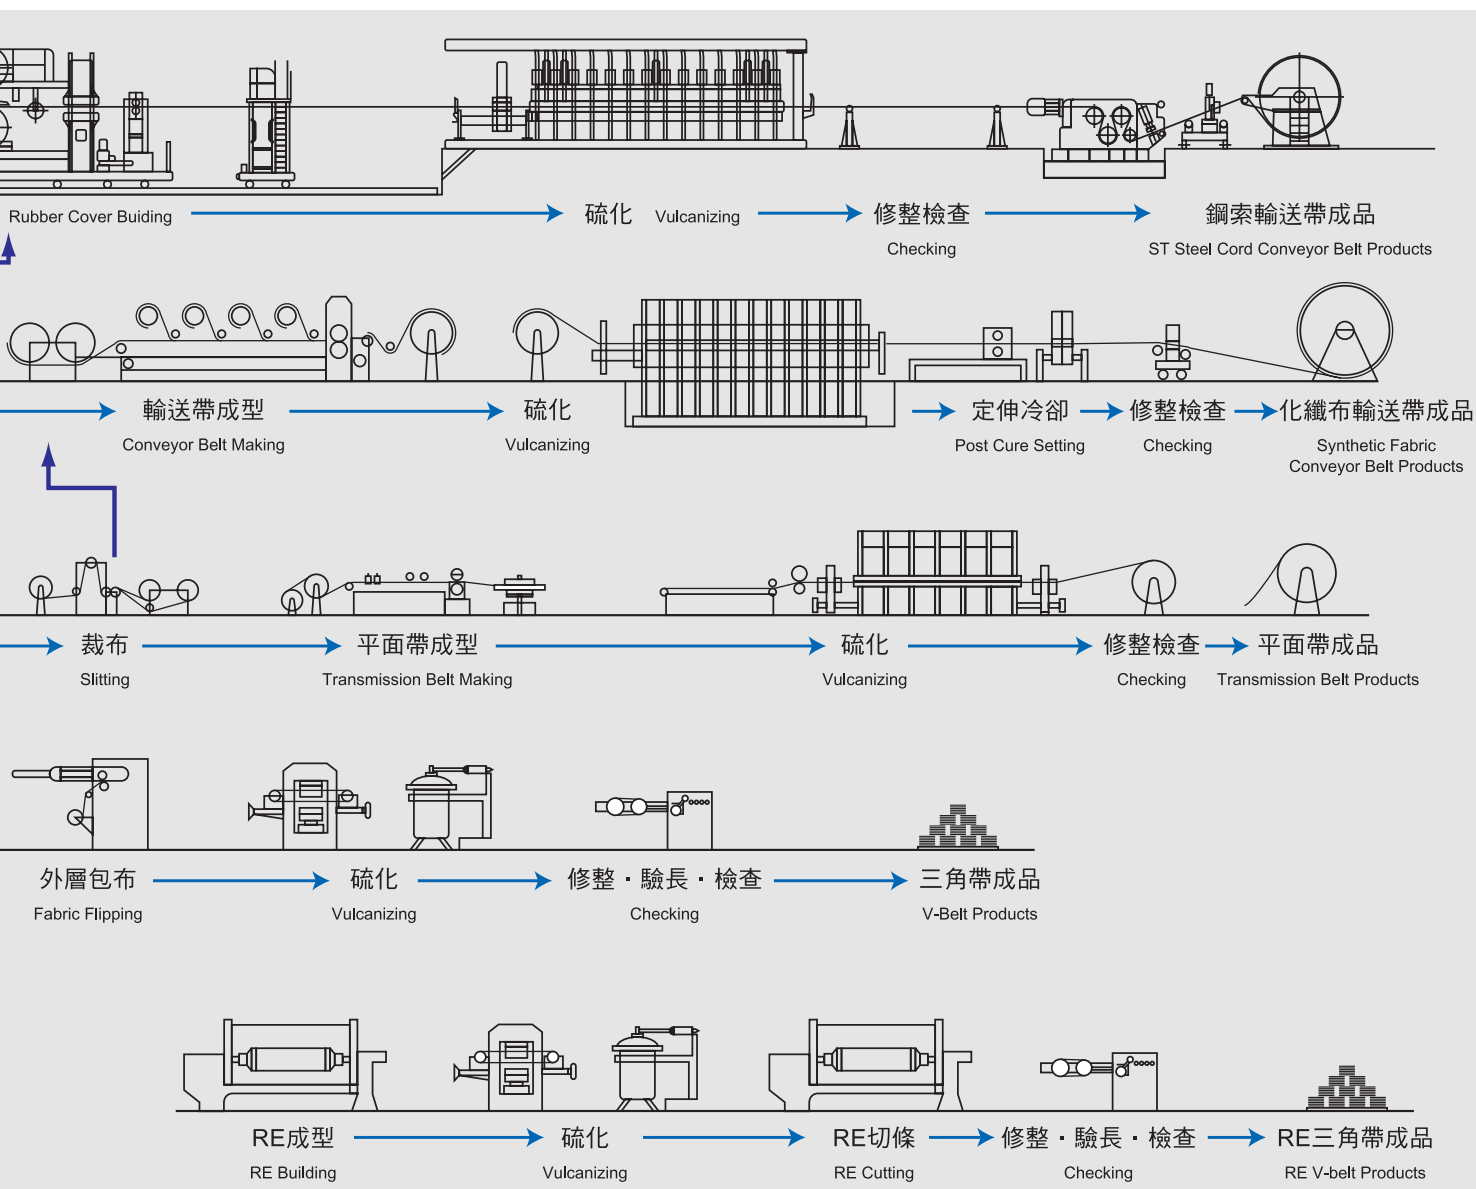 Rubber Cover Buiding
硫化 Vulcanizing
修整檢查
Checking
鋼索輸送帶成品
ST Steel Cord Conveyor Belt Products
輸送帶成型
Conveyor Belt Making
硫化
Vulcanizing
定伸冷卻
Post Cure Setting
修整檢查
Checking
化纖布輸送帶成品
Synthetic Fabric
Conveyor Belt Products
裁布
Slitting
平面帶成型
Transmission Belt Making
硫化
Vulcanizing
修整檢查
Checking
平面帶成品
Transmission Belt Products
外層包布
Fabric Flipping
硫化
Vulcanizing
修整・驗長・檢查
Checking
三角帶成品
V-Belt Products
RE成型
RE Building
硫化
Vulcanizing
RE切條
RE Cutting
修整・驗長・檢查
Checking
RE三角帶成品
RE V-belt Products